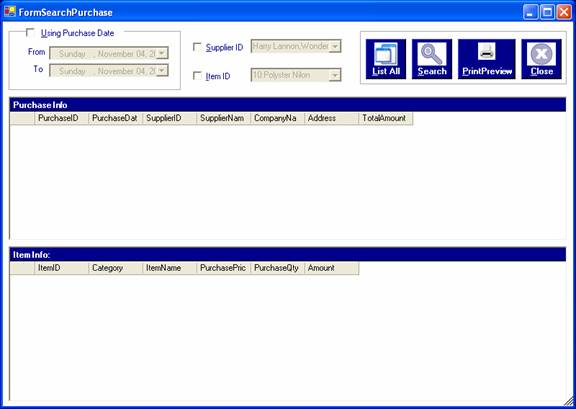 FormSearchPurchase
Using Purchase Date
From Sunday , November 04, 20
To Sunday , November 04, 20
Supplier ID Harry Lannon,Wonder
Item ID 10:Polyster Nilon
List All Search PrintPreview Close
Purchase Info
PurchaseID PurchaseDat SupplierID SupplierNam CompanyNa Address TotalAmount
Item Info:
ItemID Category ItemName PurchasePric PurchaseQty Amount